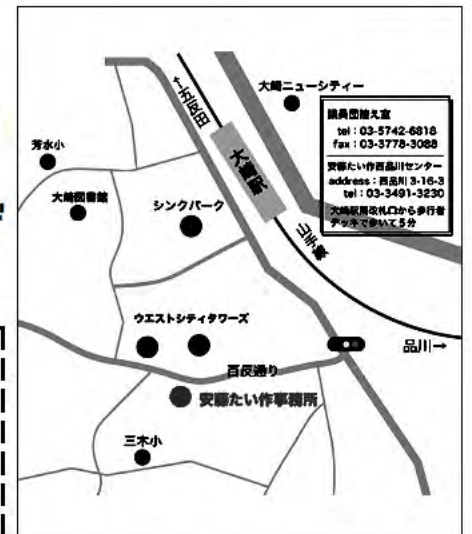 大崎ニューシティー
←五反田
議員団控え室
tel：03-5742-6818
fax：03-3778-3088
安藤たい作西品川センター
address：西品川 3-16-3
tel：03-3491-3230
大崎駅南改札口から歩行者
デッキで歩いて5分
芳水小
大崎図書館
大崎駅
シンクパーク
山手線
ウエストシティタワーズ
品川→
百反通り
安藤たい作事務所
三木小